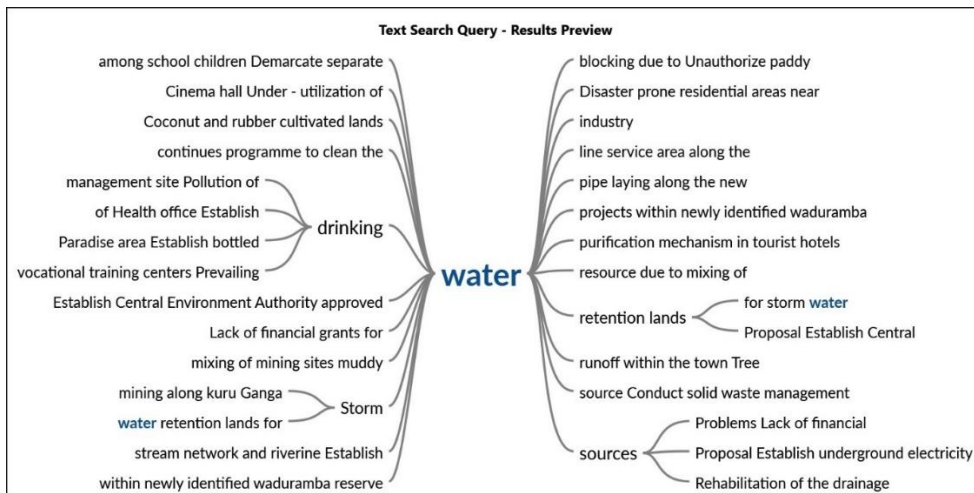 Text Search Query - Results Preview
among school children Demarcate separate
Cinema hall Under - utilization of
Coconut and rubber cultivated lands
continues programme to clean the
management site Pollution of
of Health office Establish
Paradise area Establish bottled
vocational training centers Prevailing
drinking
Establish Central Environment Authority approved
Lack of financial grants for
mixing of mining sites muddy
mining along kuru Ganga
water retention lands for
Storm
stream network and riverine Establish
within newly identified waduramba reserve
water
blocking due to Unauthorize paddy
Disaster prone residential areas near
industry
line service area along the
pipe laying along the new
projects within newly identified waduramba
purification mechanism in tourist hotels
resource due to mixing of
retention lands
for storm water
Proposal Establish Central
runoff within the town Tree
source Conduct solid waste management
sources
Problems Lack of financial
Proposal Establish underground electricity
Rehabilitation of the drainage